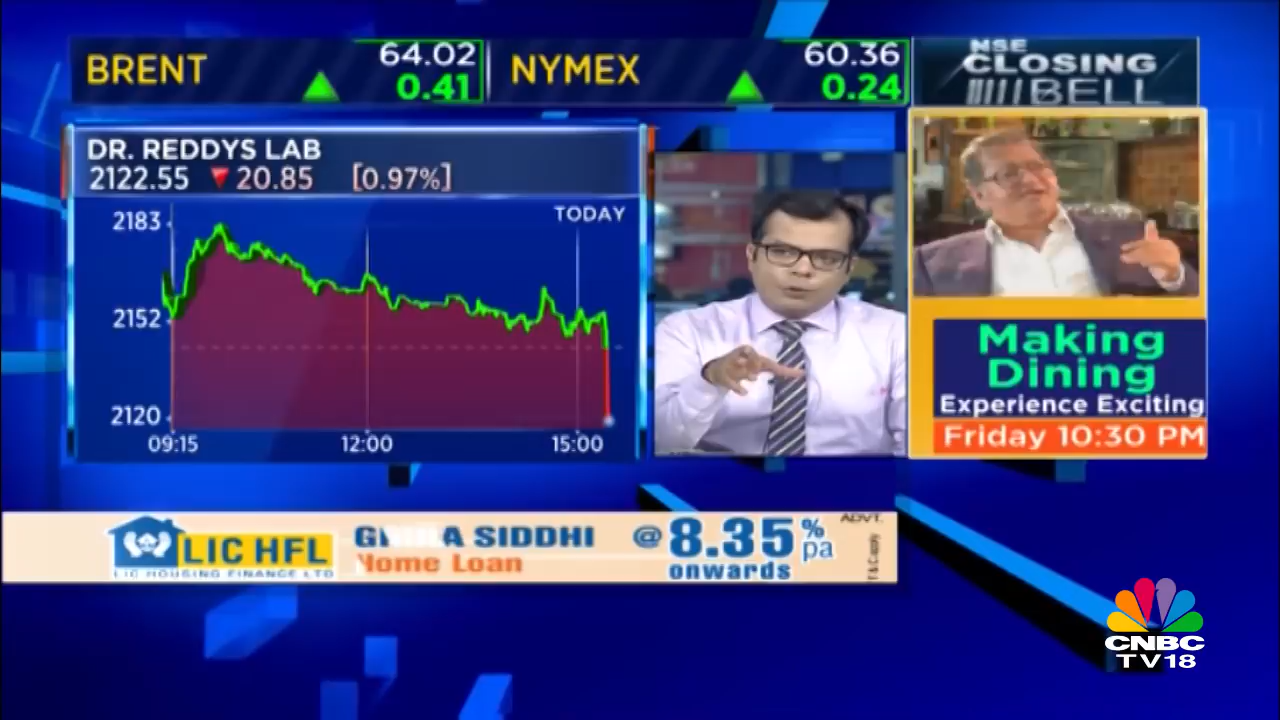 BRENT 64.02
0.41
NYMEX 60.36
0.24
NSE
CLOSING
BELL
DR. REDDYS LAB
2122.55 20.85 [0.97%]
TODAY
2183
2152
2120
09:15 12:00 15:00
Making
Dining
Experience Exciting
Friday 10:30 PM
LIC HFL
LIC HOUSING FINANCE LTD
SIDDHI @ 8.35 % pa
Home Loan onwards
ADVT.
T & C apply
CNBC
TV18